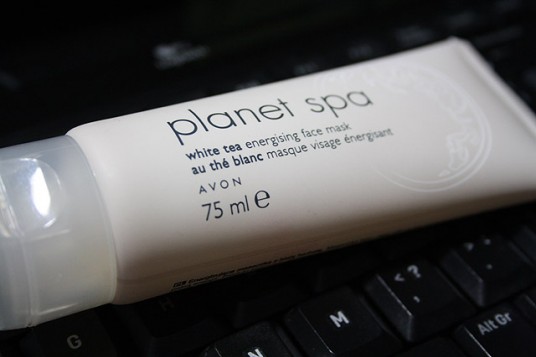 planet spa
white tea energising face mask
au thé blanc masque visage énergisant
AVON
75 ml e
G
N
M
< ?
,
Alt Gr